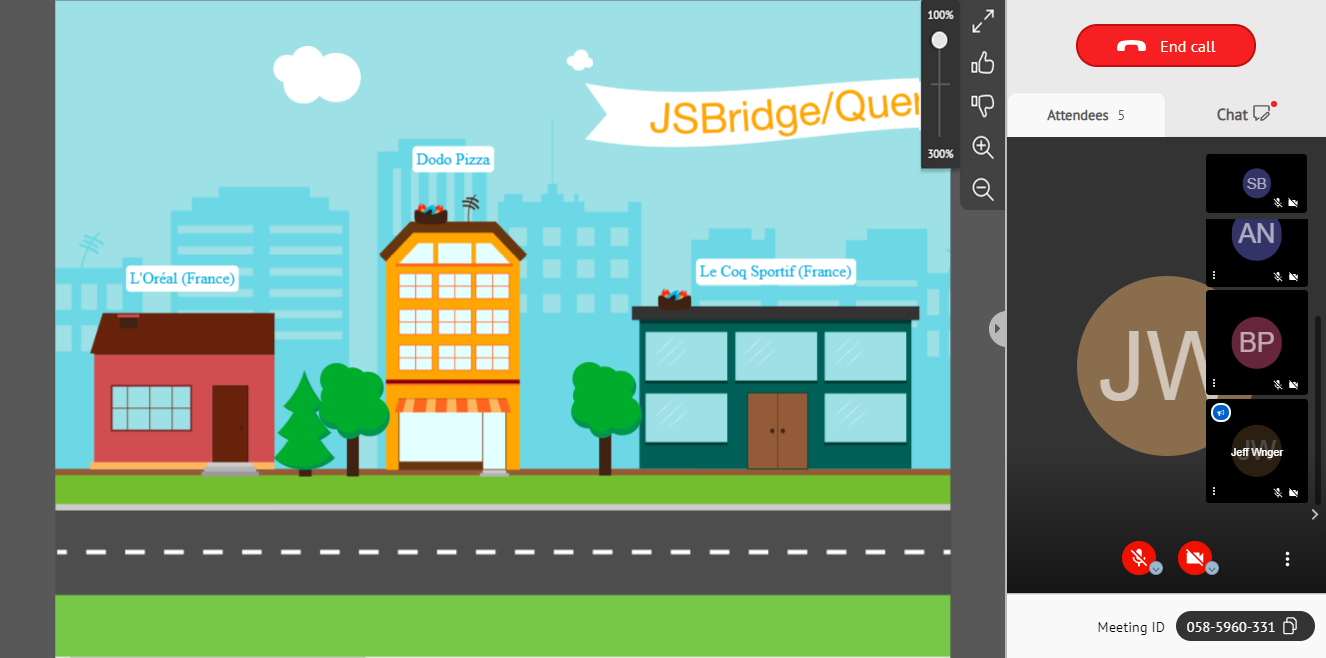 100%
End call
Attendees 5
Chat
JSBridge/Quer
Dodo Pizza
300%
SB
AN
L'Oréal (France)
Le Coq Sportif (France)
BP
JW
JW
Jeff Wnger
Meeting ID 058-5960-331